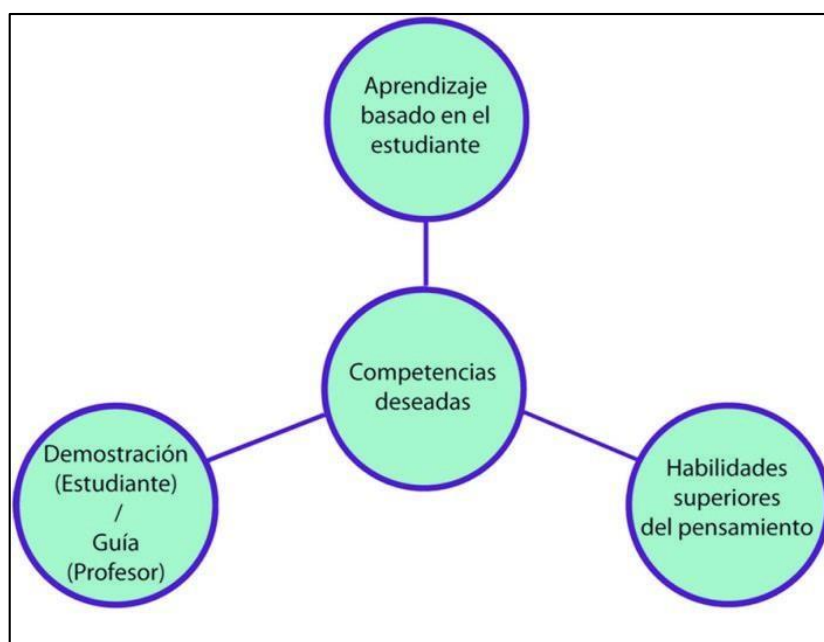 Aprendizaje
basado en el
estudiante
Competencias
deseadas
Demostración
(Estudiante)
/
Guía
(Profesor)
Habilidades
superiores
del pensamiento